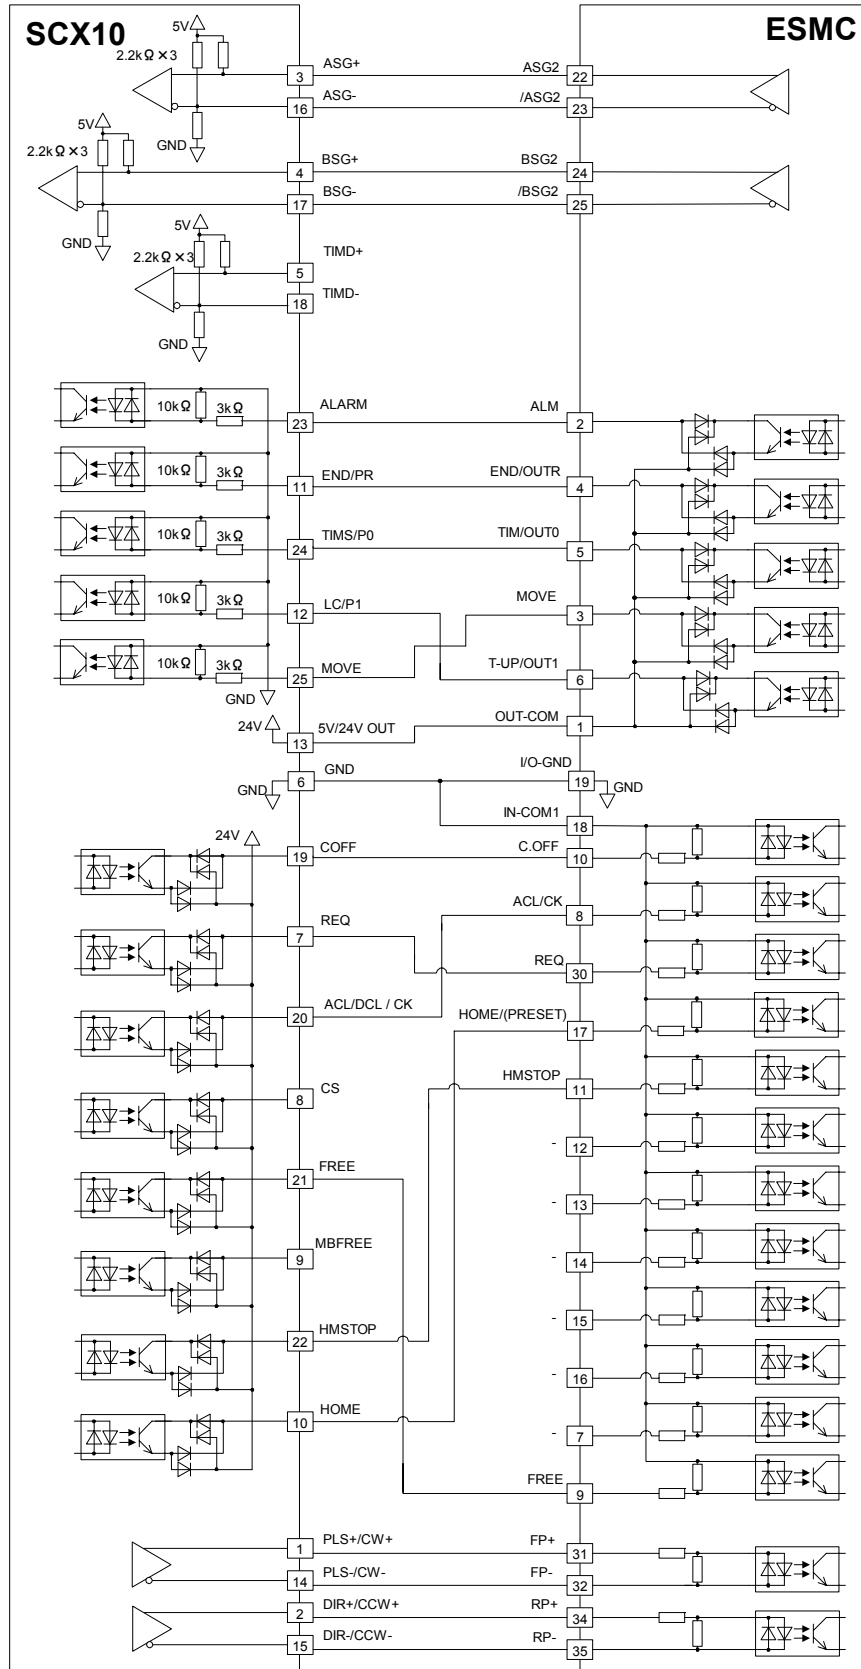 SCX10 ESMC
5V
2.2kΩ×3
3 ASG+ ASG2 22
16 ASG- /ASG2 23
GND
5V
2.2kΩ×3
4 BSG+ BSG2 24
17 BSG- /BSG2 25
GND
5V
2.2kΩ×3
5 TIMD+
18 TIMD-
GND
10kΩ 3kΩ 23 ALARM ALM 2
10kΩ 3kΩ 11 END/PR END/OUTR 4
10kΩ 3kΩ 24 TIMS/P0 TIM/OUT0 5
10kΩ 3kΩ 12 LC/P1 MOVE 3
10kΩ 3kΩ 25 MOVE T-UP/OUT1 6
GND
24V 13 5V/24V OUT OUT-COM 1
GND 6 GND I/O-GND 19 GND
IN-COM1 18
24V
19 COFF C.OFF 10
ACL/CK 8
7 REQ REQ 30
20 ACL/DCL / CK HOME/(PRESET) 17
8 CS HMSTOP 11
- 12
21 FREE - 13
9 MBFREE - 14
- 15
22 HMSTOP - 16
10 HOME - 7
FREE 9
1 PLS+/CW+ FP+ 31
14 PLS-/CW- FP- 32
2 DIR+/CCW+ RP+ 34
15 DIR-/CCW- RP- 35